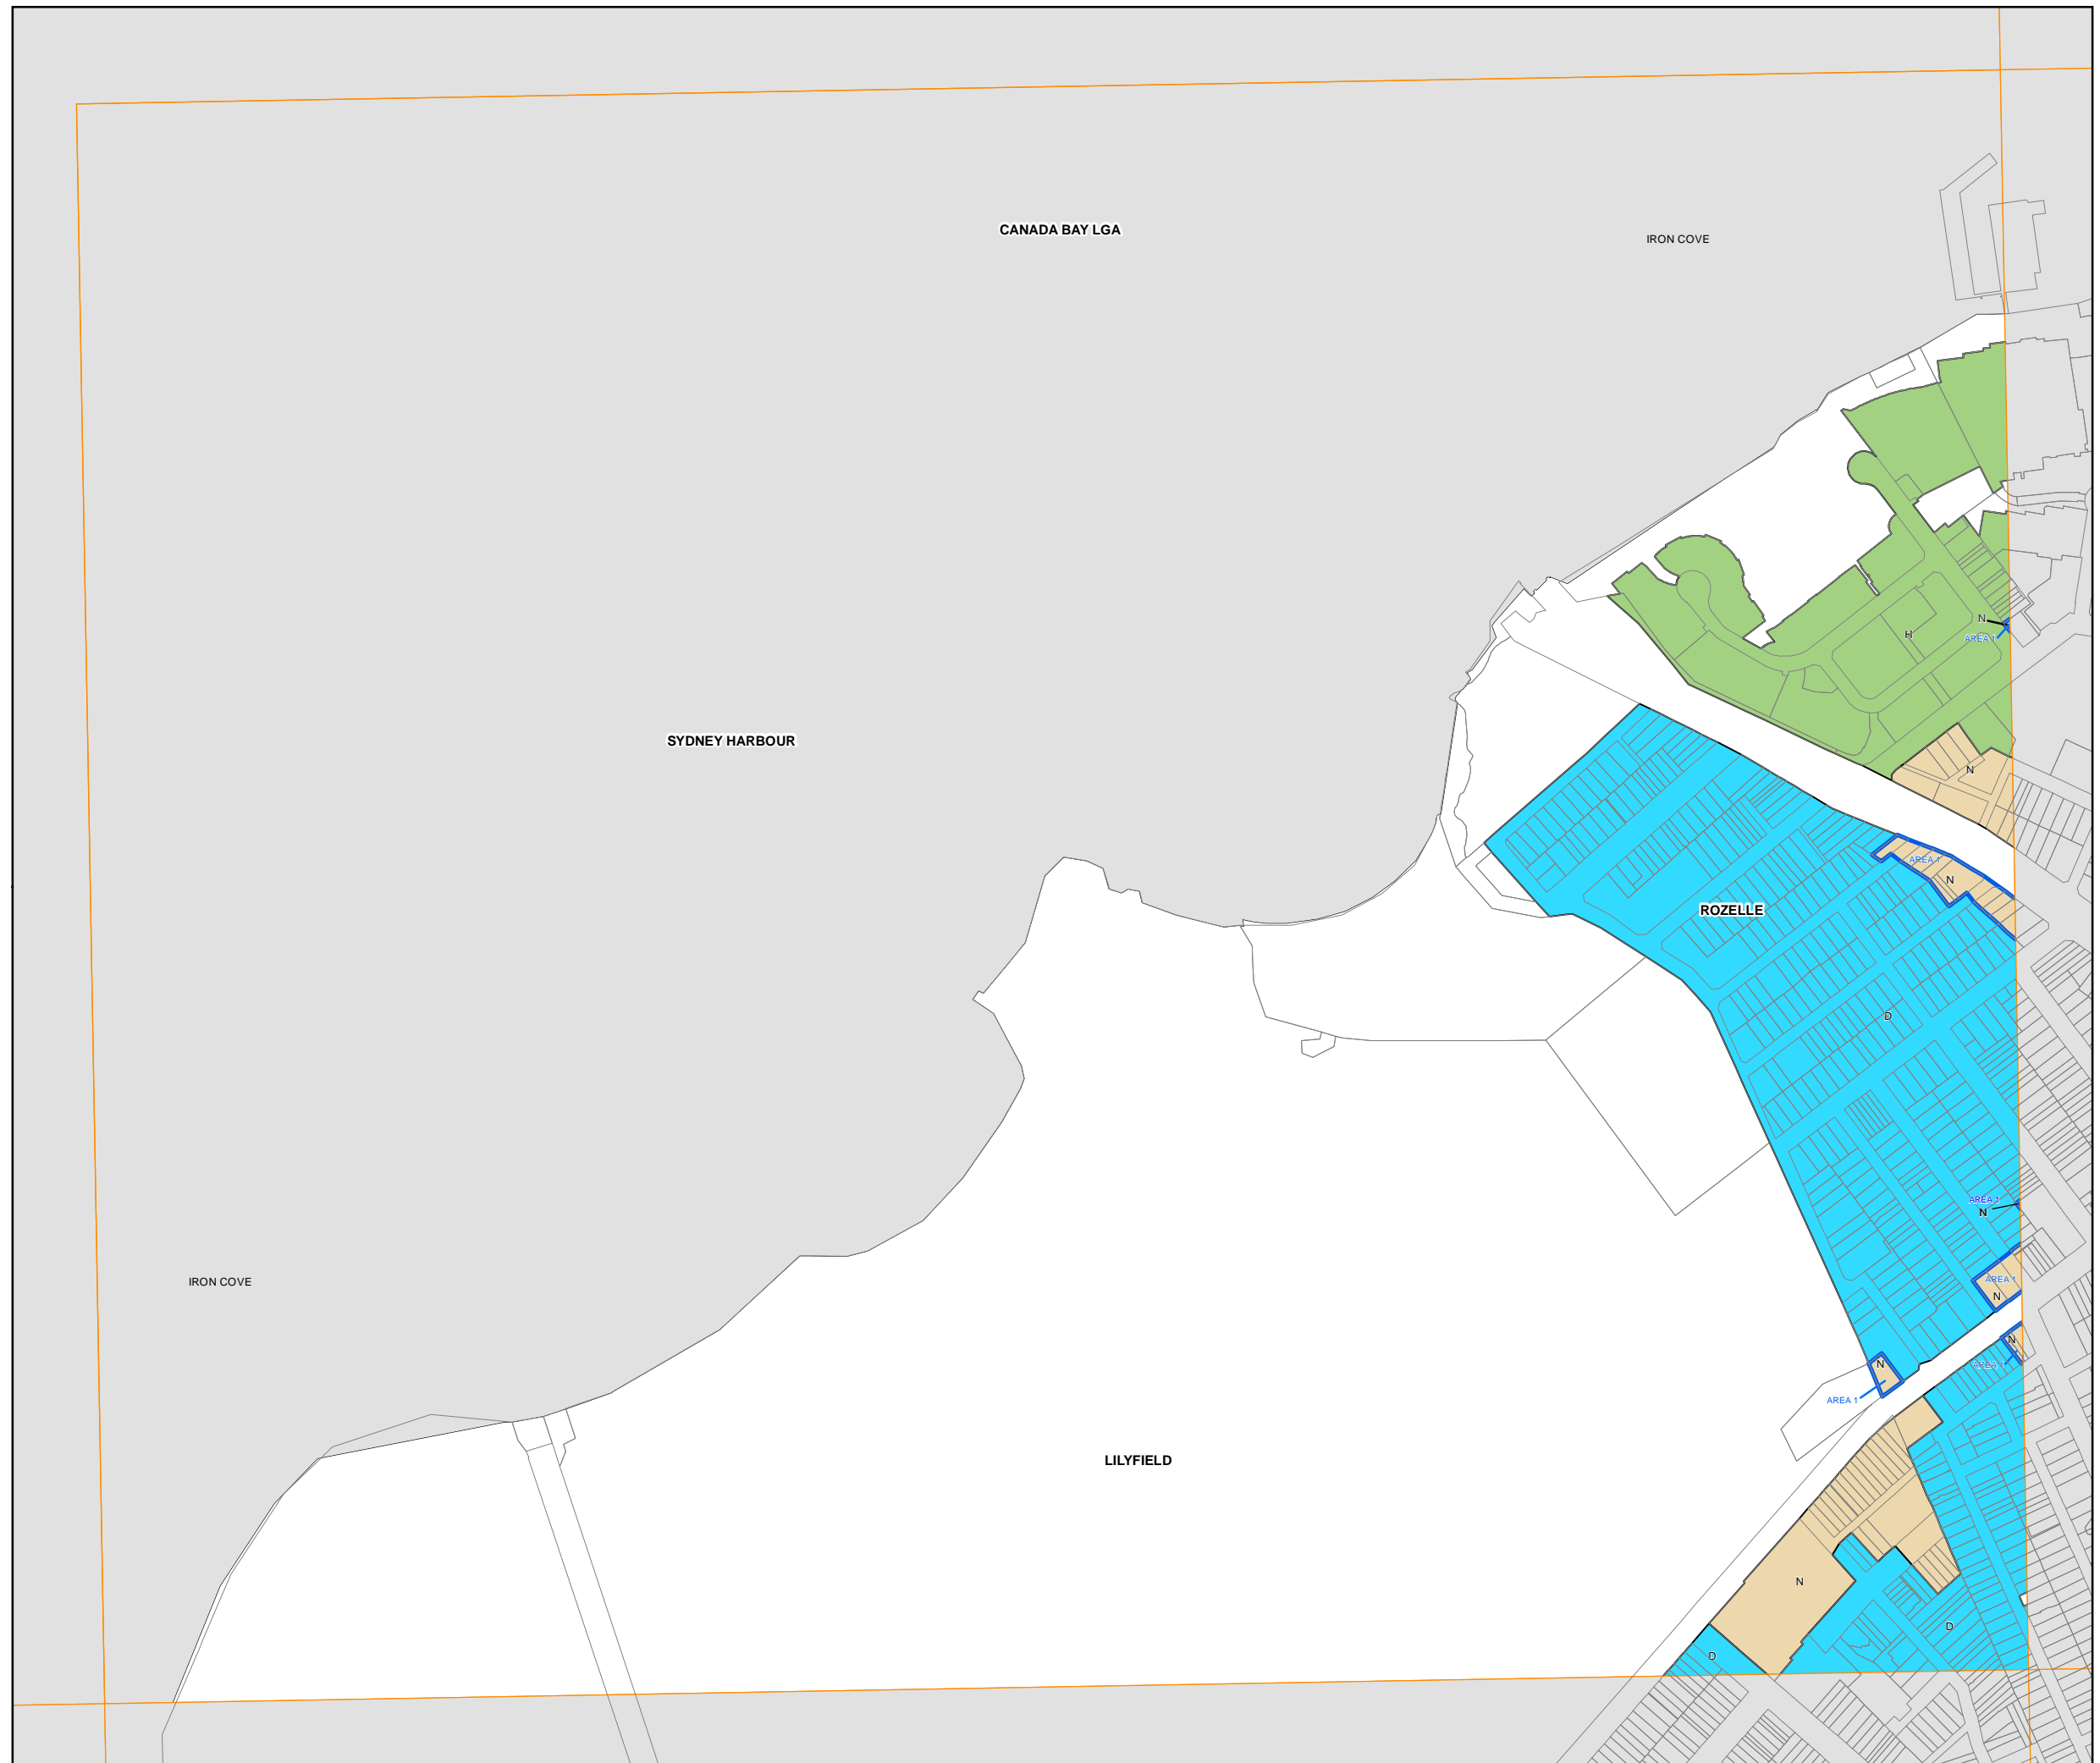 CANADA BAY LGA
IRON COVE
N
H
AREA 1
SYDNEY HARBOUR
N
AREA 1
N
ROZELLE
D
AREA 1
N
IRON COVE
AREA 1
N
N
N
AREA 1
AREA 1
LILYFIELD
N
D
D